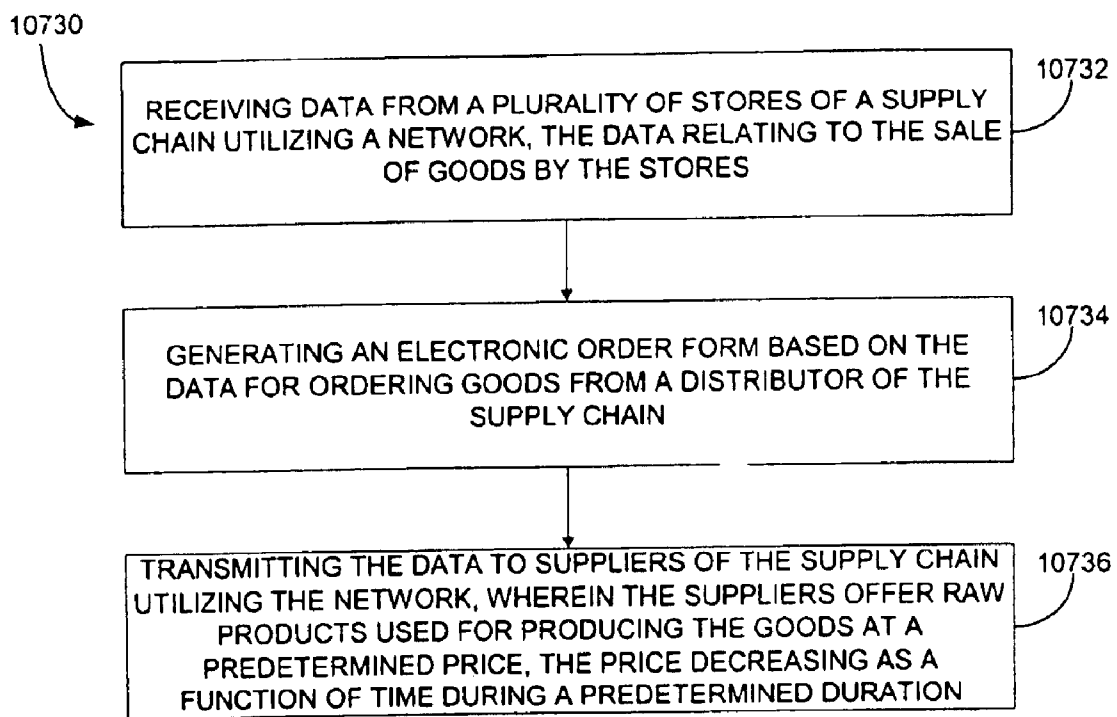 10730
10732
RECEIVING DATA FROM A PLURALITY OF STORES OF A SUPPLY
CHAIN UTILIZING A NETWORK, THE DATA RELATING TO THE SALE
OF GOODS BY THE STORES
10734
GENERATING AN ELECTRONIC ORDER FORM BASED ON THE
DATA FOR ORDERING GOODS FROM A DISTRIBUTOR OF THE
SUPPLY CHAIN
10736
TRANSMITTING THE DATA TO SUPPLIERS OF THE SUPPLY CHAIN
UTILIZING THE NETWORK, WHEREIN THE SUPPLIERS OFFER RAW
PRODUCTS USED FOR PRODUCING THE GOODS AT A
PREDETERMINED PRICE, THE PRICE DECREASING AS A
FUNCTION OF TIME DURING A PREDETERMINED DURATION